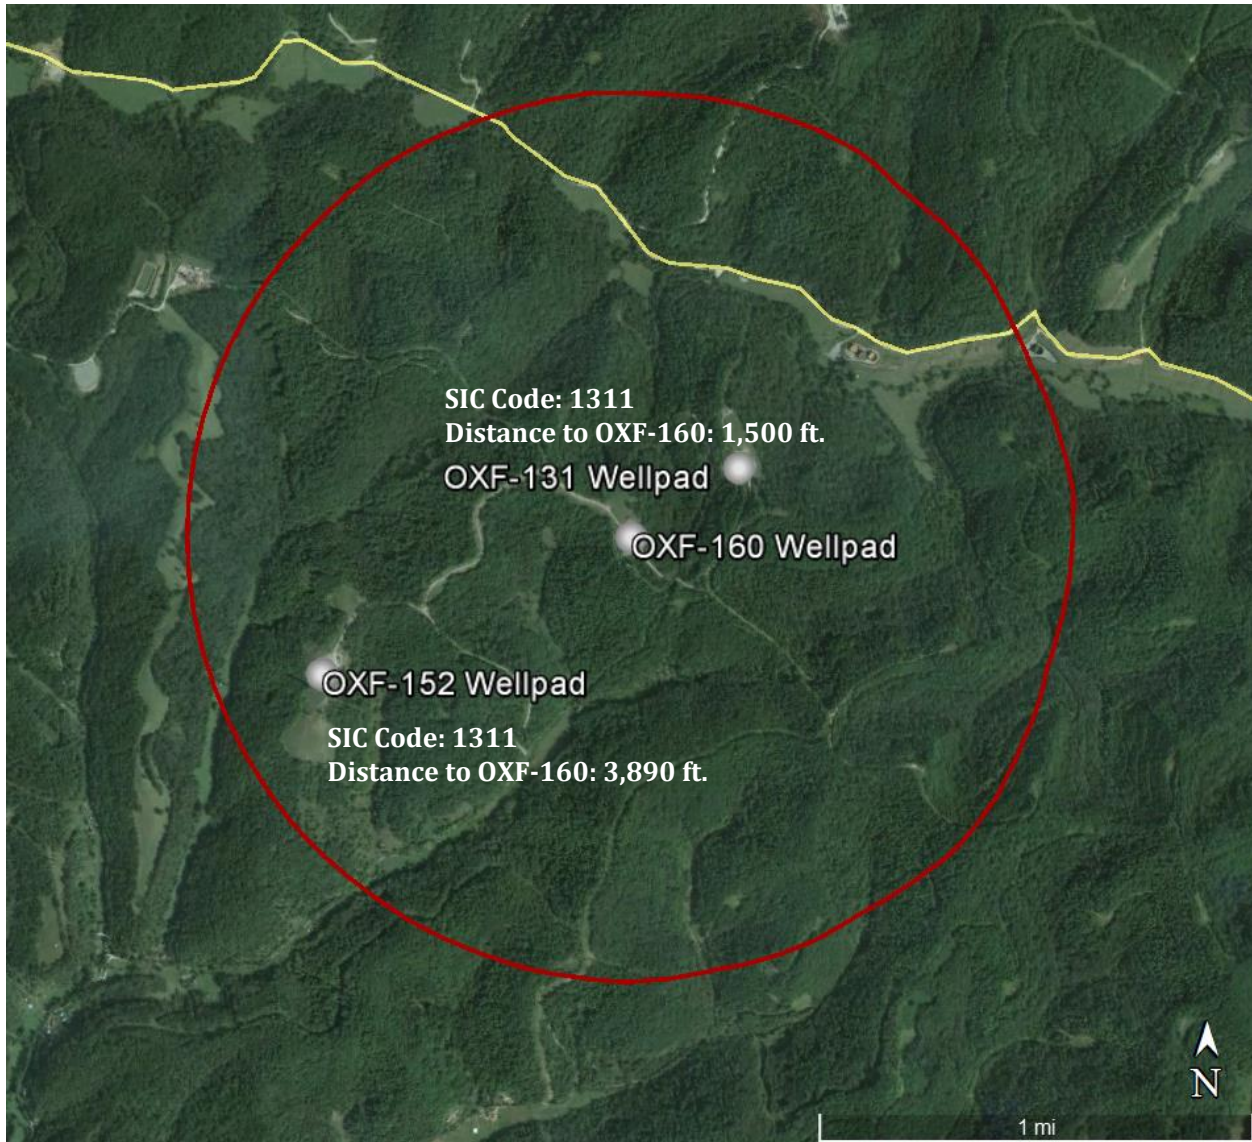 SIC Code: 1311
Distance to OXF-160: 1,500 ft.
OXF-131 Wellpad
OXF-160 Wellpad
OXF-152 Wellpad
SIC Code: 1311
Distance to OXF-160: 3,890 ft.
N
1 mi